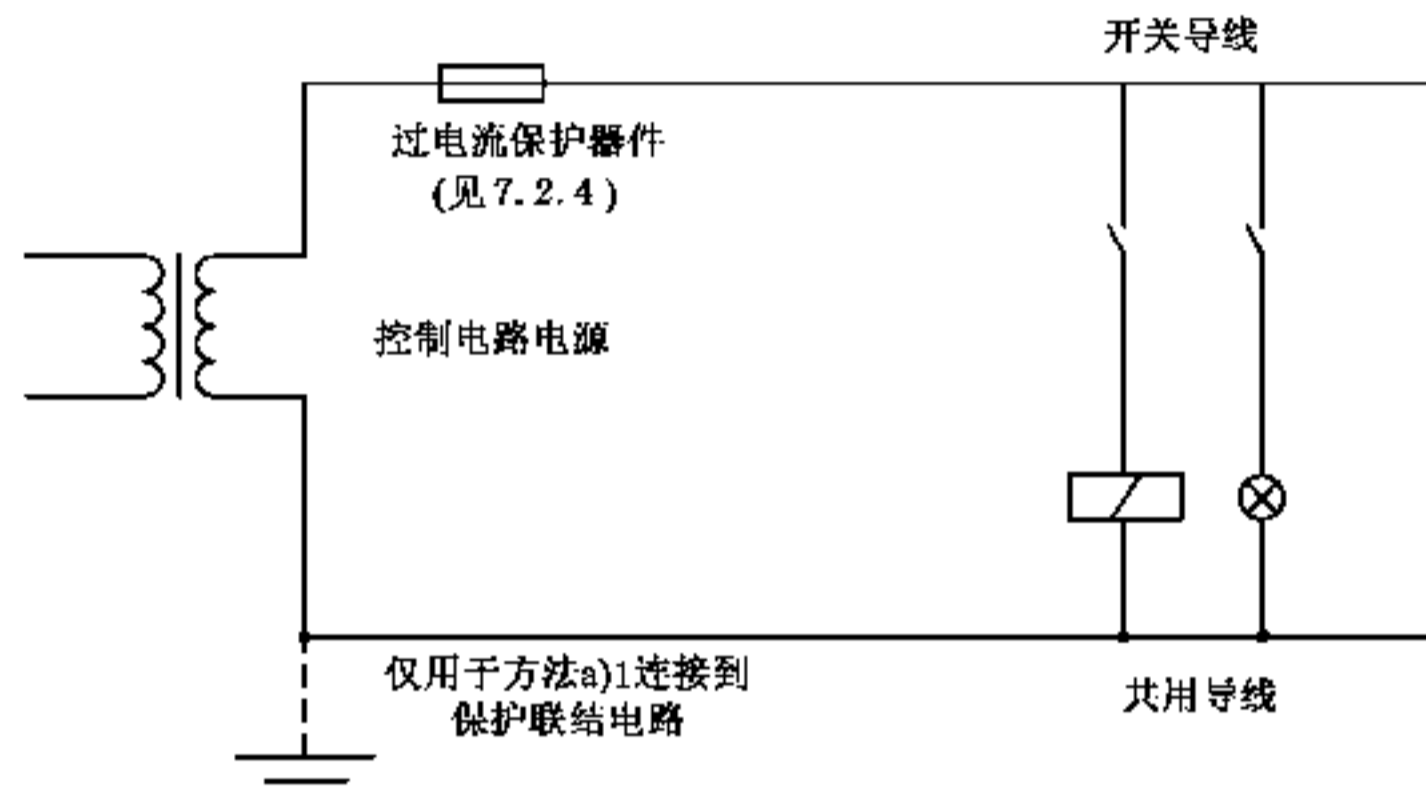 开关导线
过电流保护器件
(见7.2.4)
控制电路电源
仅用于方法a)1连接到
保护联结电路
共用导线